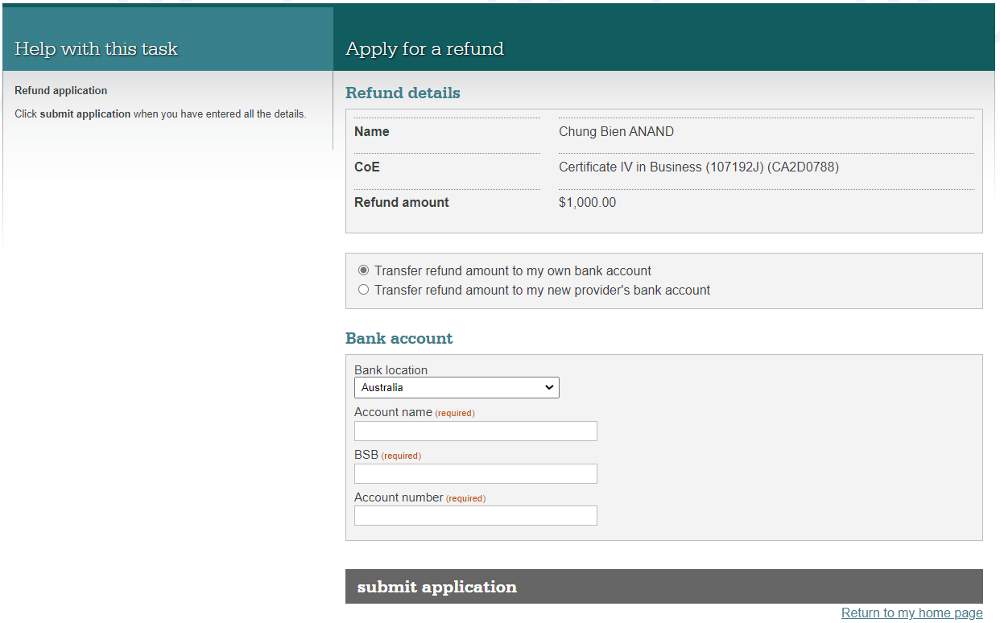 Help with this task
Apply for a refund
Refund application
Click submit application when you have entered all the details.
Refund details
Name Chung Bien ANAND
CoE Certificate IV in Business (107192J) (CA2D0788)
Refund amount $1,000.00
Transfer refund amount to my own bank account
Transfer refund amount to my new provider's bank account
Bank account
Bank location
Australia
Account name (required)
BSB (required)
Account number (required)
submit application
Return to my home page